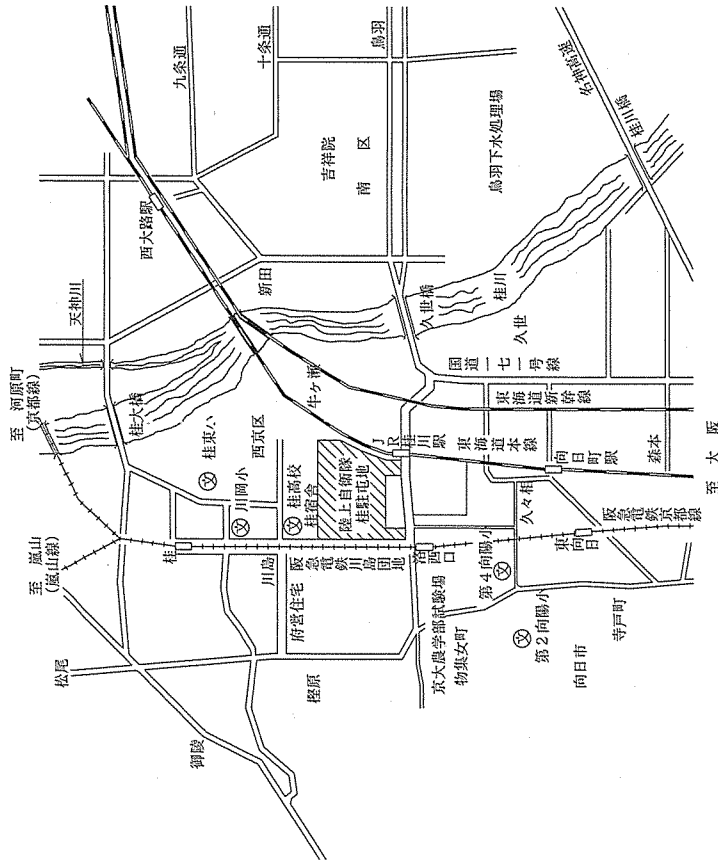 至　河原町
（京都線）
至　嵐山
（嵐山線）
松尾
御陵
天神川
桂大橋
西大路駅
九条通
十条通
鳥羽
吉祥院
南　区
鳥羽下水処理場
名神高速
桂川橋
新田
久世橋
桂川
久世
国道一七一号線
東海道新幹線
東海道本線
JR桂川駅
牛ヶ瀬
西京区
桂東小
文
川岡小
文
桂高校
文
桂宿舎
陸上自衛隊
桂駐屯地
桂
川島
阪急電鉄川島団地
府営住宅
樫原
洛西口
京大農学部試験場
物集女町
第4向陽小
文
第2向陽小
文
久々相
向日町駅
森本
東向日
阪急電鉄京都線
寺戸町
向日市
至　大　阪